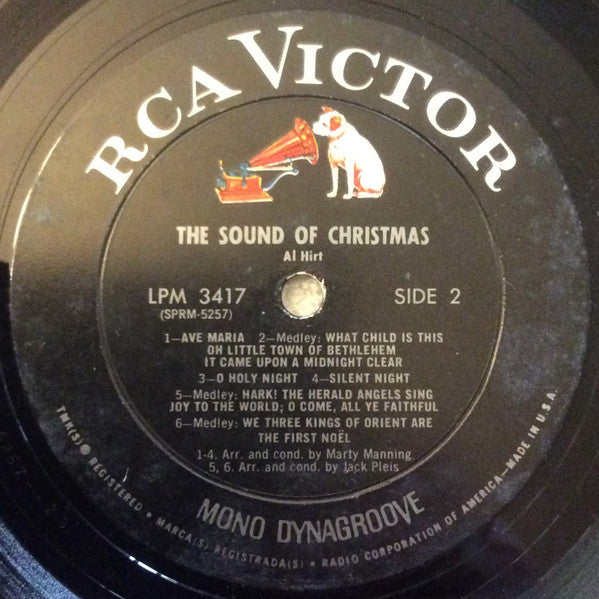 RCA VICTOR
THE SOUND OF CHRISTMAS
Al Hirt
LPM 3417
(SPRM-5257)
SIDE 2
1—AVE MARIA 2—Medley: WHAT CHILD IS THIS
OH LITTLE TOWN OF BETHLEHEM
IT CAME UPON A MIDNIGHT CLEAR
3—O HOLY NIGHT 4—SILENT NIGHT
5—Medley: HARK! THE HERALD ANGELS SING
JOY TO THE WORLD; O COME, ALL YE FAITHFUL
6—Medley: WE THREE KINGS OF ORIENT ARE
THE FIRST NOËL
1-4. Arr. and cond. by Marty Manning
5, 6. Arr. and cond. by Jack Pleis
MONO DYNAGROOVE
TMK(S) ® REGISTERED • MARCA(S) REGISTRADA(S) • RADIO CORPORATION OF AMERICA—MADE IN U.S.A.